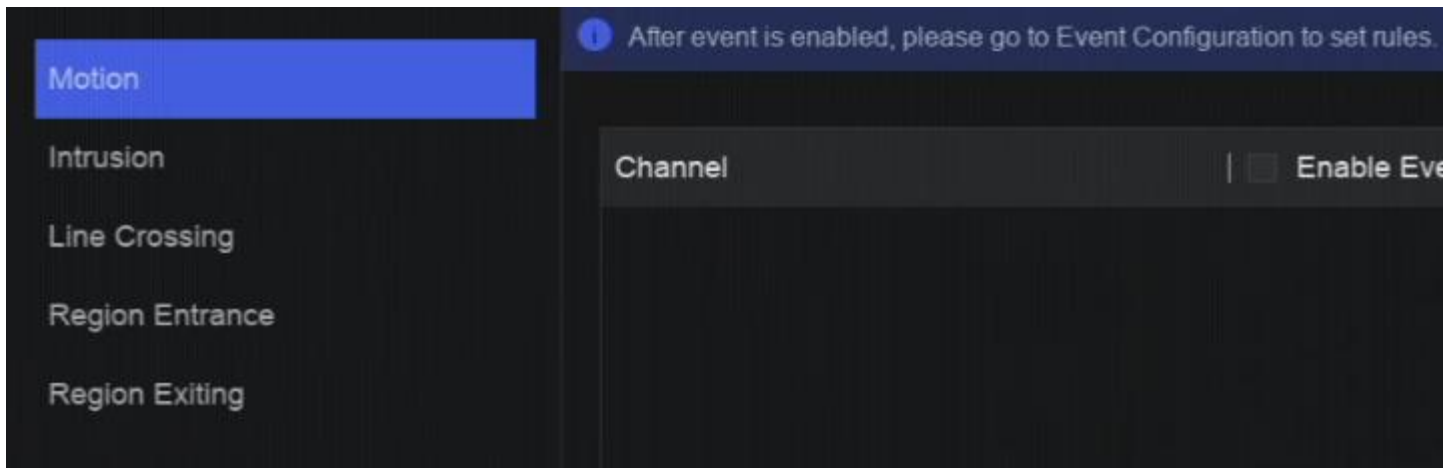 After event is enabled, please go to Event Configuration to set rules.
Motion
Intrusion
Channel
Enable Eve
Line Crossing
Region Entrance
Region Exiting